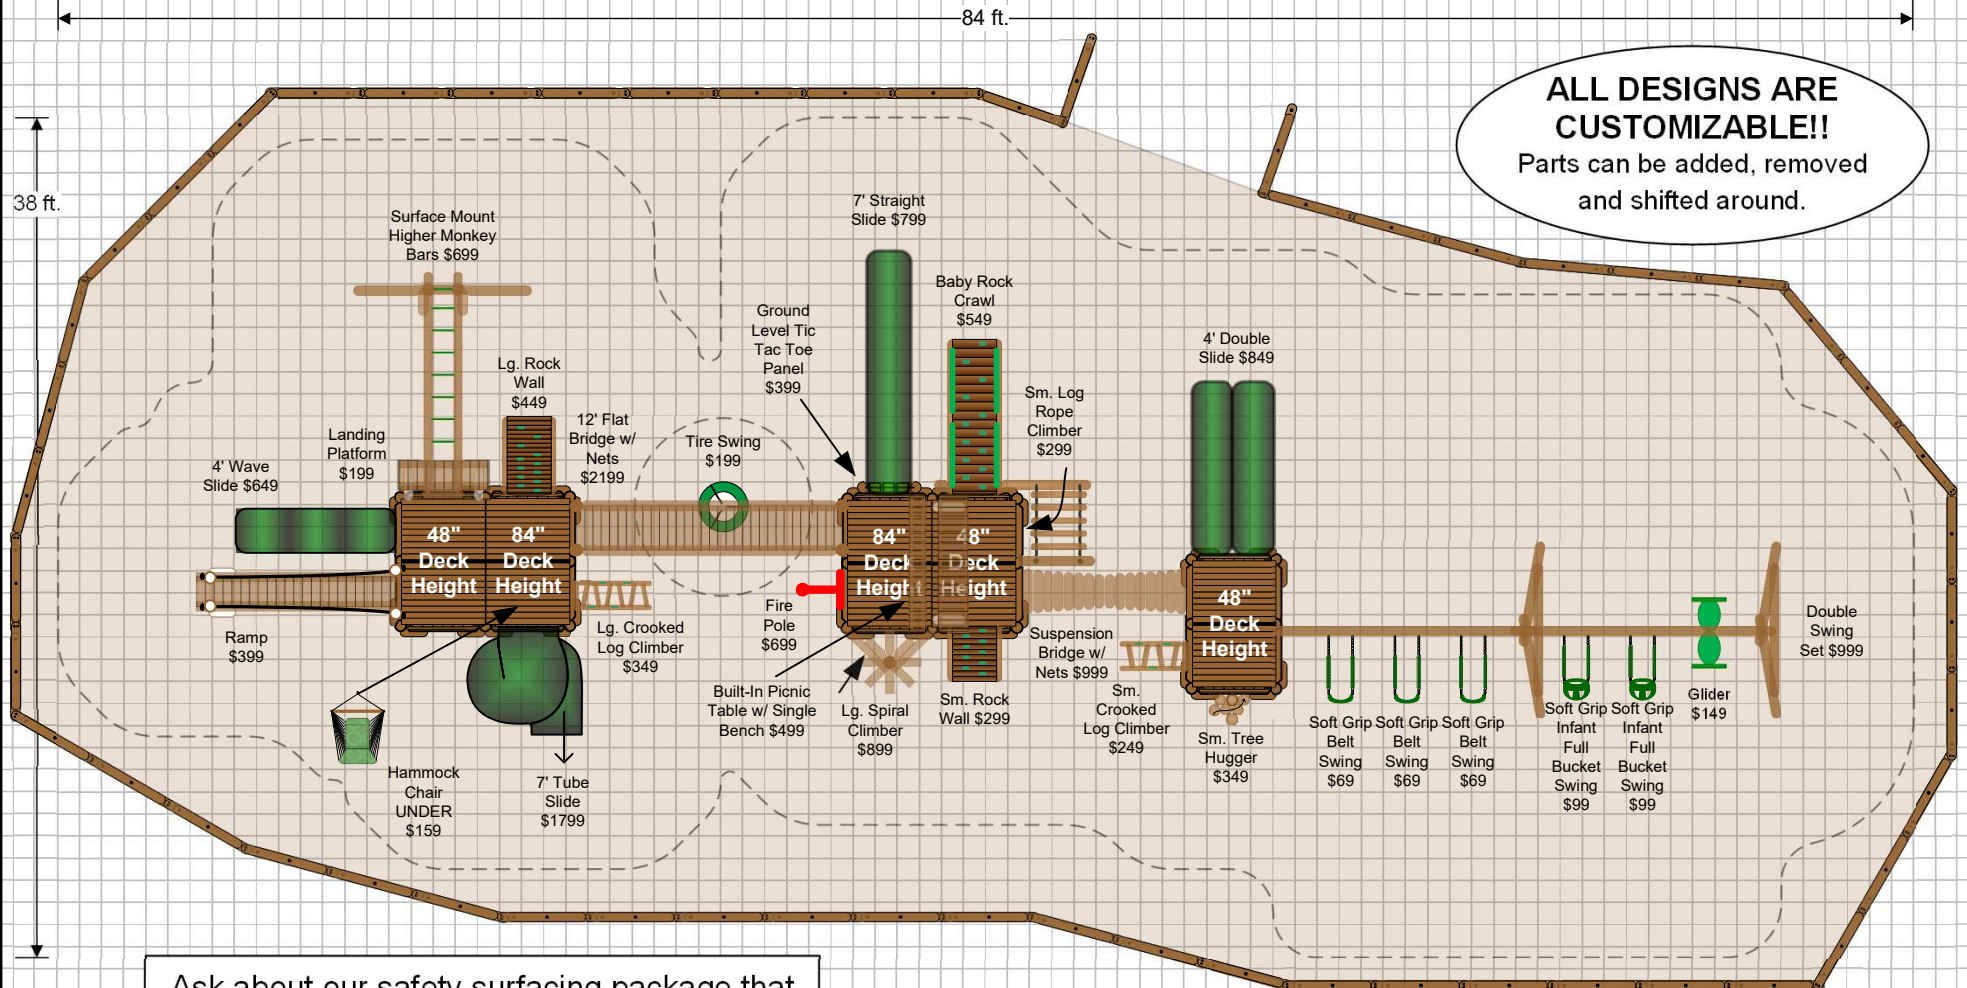 84 ft.
ALL DESIGNS ARE
CUSTOMIZABLE!!
Parts can be added, removed
and shifted around.
38 ft.
Surface Mount
Higher Monkey
Bars $699
7' Straight
Slide $799
Baby Rock
Crawl
$549
Ground
Level Tic
Tac Toe
Panel
$399
4' Double
Slide $849
Lg. Rock
Wall
$449
Sm. Log
Rope
Climber
$299
12' Flat
Bridge w/
Nets
$2199
Landing
Platform
$199
Tire Swing
$199
4' Wave
Slide $649
48"
Deck
Height
84"
Deck
Height
84"
Deck
Height
48"
Deck
Height
48"
Deck
Height
Ramp
$399
Lg. Crooked
Log Climber
$349
Fire
Pole
$699
Suspension
Bridge w/
Nets $999
Double
Swing
Set $999
Built-In Picnic
Table w/ Single
Bench $499
Lg. Spiral
Climber
$899
Sm. Rock
Wall $299
Sm.
Crooked
Log Climber
$249
Sm. Tree
Hugger
$349
Soft Grip
Belt
Swing
$69
Soft Grip
Belt
Swing
$69
Soft Grip
Belt
Swing
$69
Soft Grip
Infant
Full
Bucket
Swing
$99
Soft Grip
Infant
Full
Bucket
Swing
$99
Glider
$149
Hammock
Chair
UNDER
$159
7' Tube
Slide
$1799
Ask about our safety surfacing package that